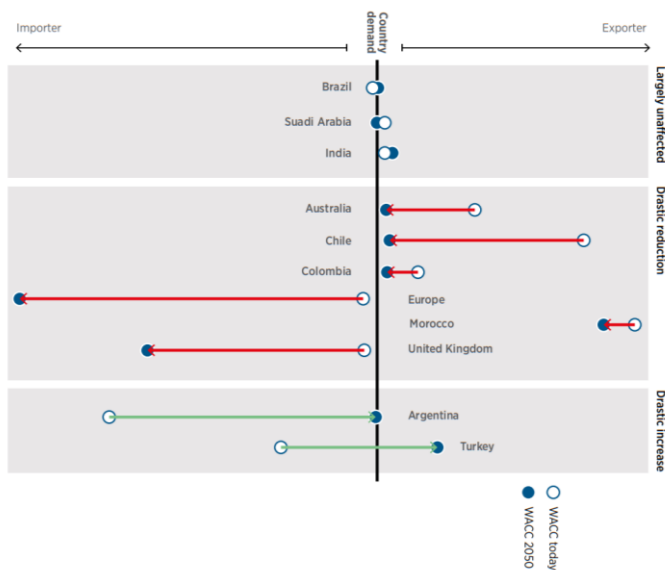 Importer
Country
demand
Exporter
Largely unaffected
Brazil
Suadi Arabia
India
Drastic reduction
Australia
Chile
Colombia
Europe
Morocco
United Kingdom
Drastic increase
Argentina
Turkey
WACC today
WACC 2050